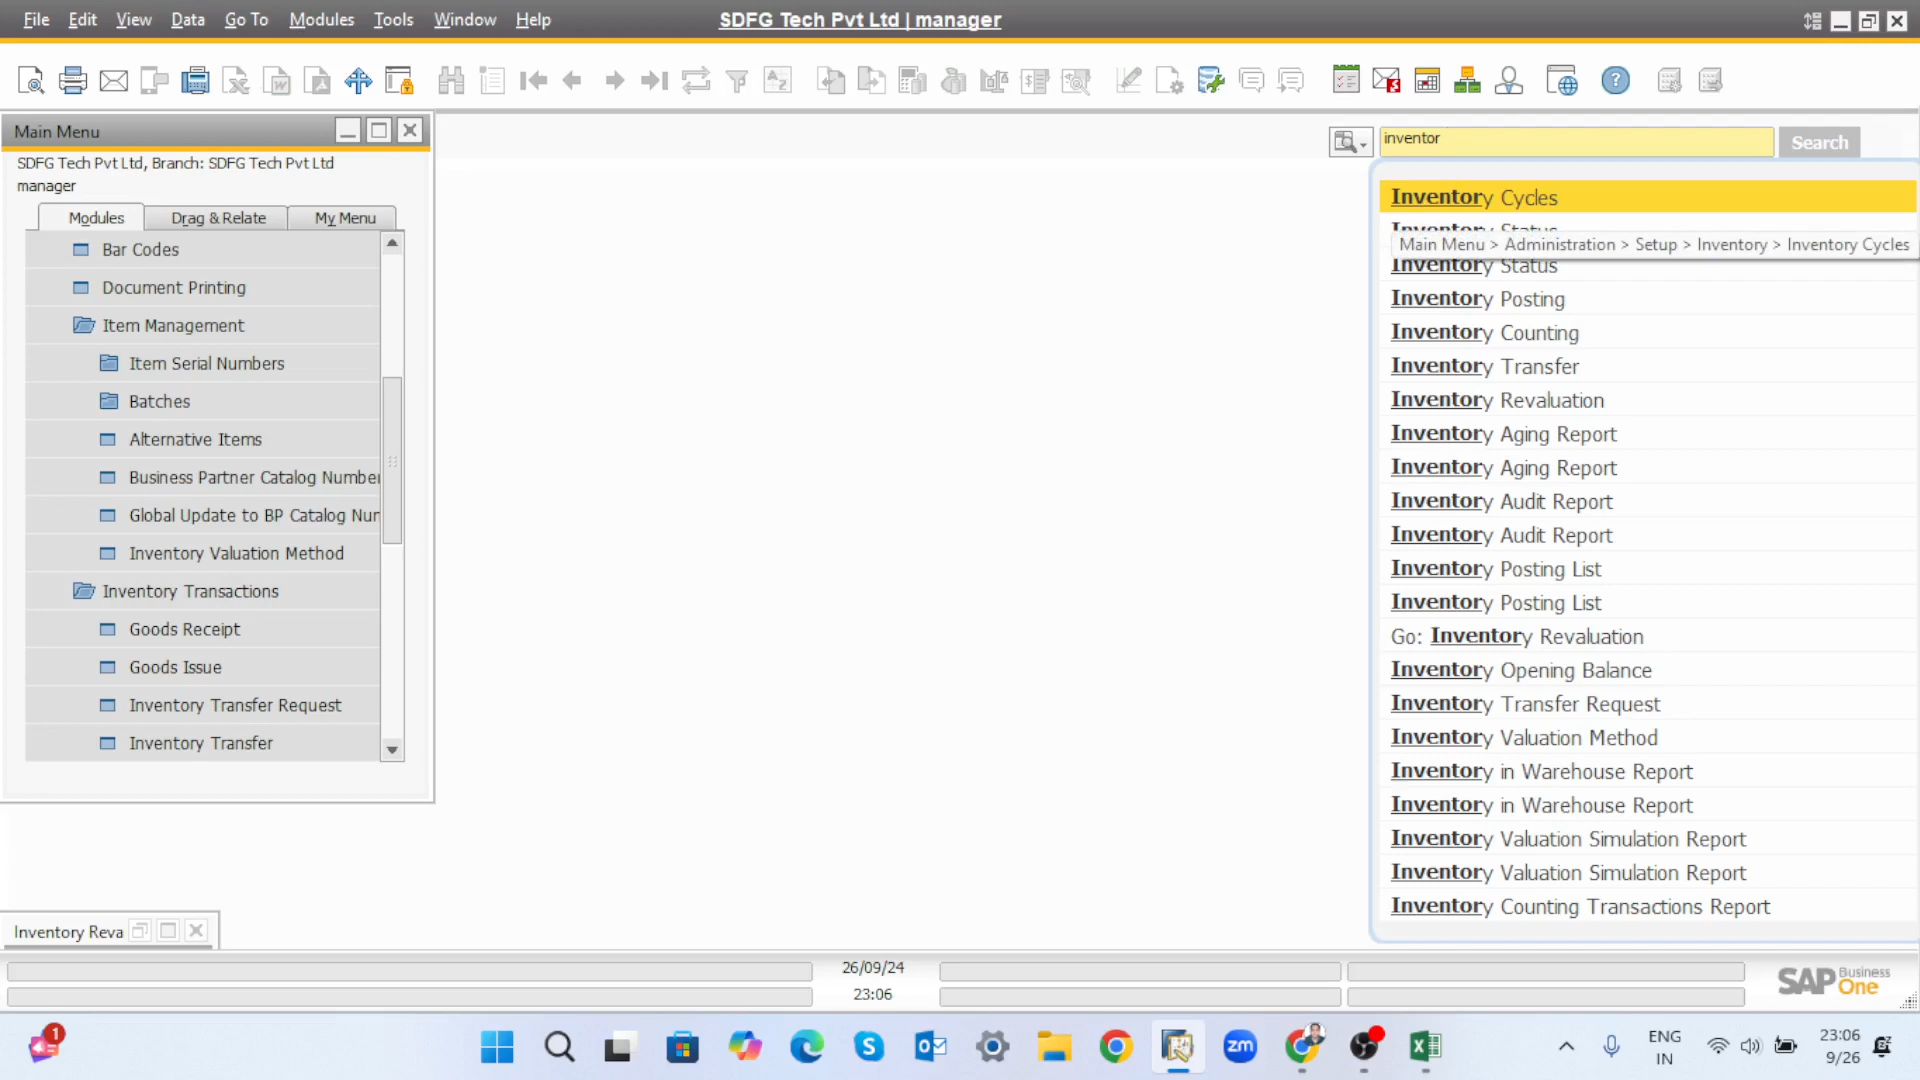 File Edit View Data Go To Modules Tools Window Help
SDFG Tech Pvt Ltd | manager
Main Menu
SDFG Tech Pvt Ltd, Branch: SDFG Tech Pvt Ltd
manager
Modules Drag & Relate My Menu
Bar Codes
Document Printing
Item Management
Item Serial Numbers
Batches
Alternative Items
Business Partner Catalog Number
Global Update to BP Catalog Nun
Inventory Valuation Method
Inventory Transactions
Goods Receipt
Goods Issue
Inventory Transfer Request
Inventory Transfer
inventor
Search
Inventory Cycles
Inventory Status
Main Menu > Administration > Setup > Inventory > Inventory Cycles
Inventory Status
Inventory Posting
Inventory Counting
Inventory Transfer
Inventory Revaluation
Inventory Aging Report
Inventory Aging Report
Inventory Audit Report
Inventory Audit Report
Inventory Posting List
Inventory Posting List
Go: Inventory Revaluation
Inventory Opening Balance
Inventory Transfer Request
Inventory Valuation Method
Inventory in Warehouse Report
Inventory in Warehouse Report
Inventory Valuation Simulation Report
Inventory Valuation Simulation Report
Inventory Counting Transactions Report
Inventory Reva
26/09/24
23:06
SAP Business One
1
zm
ENG
IN
23:06
9/26